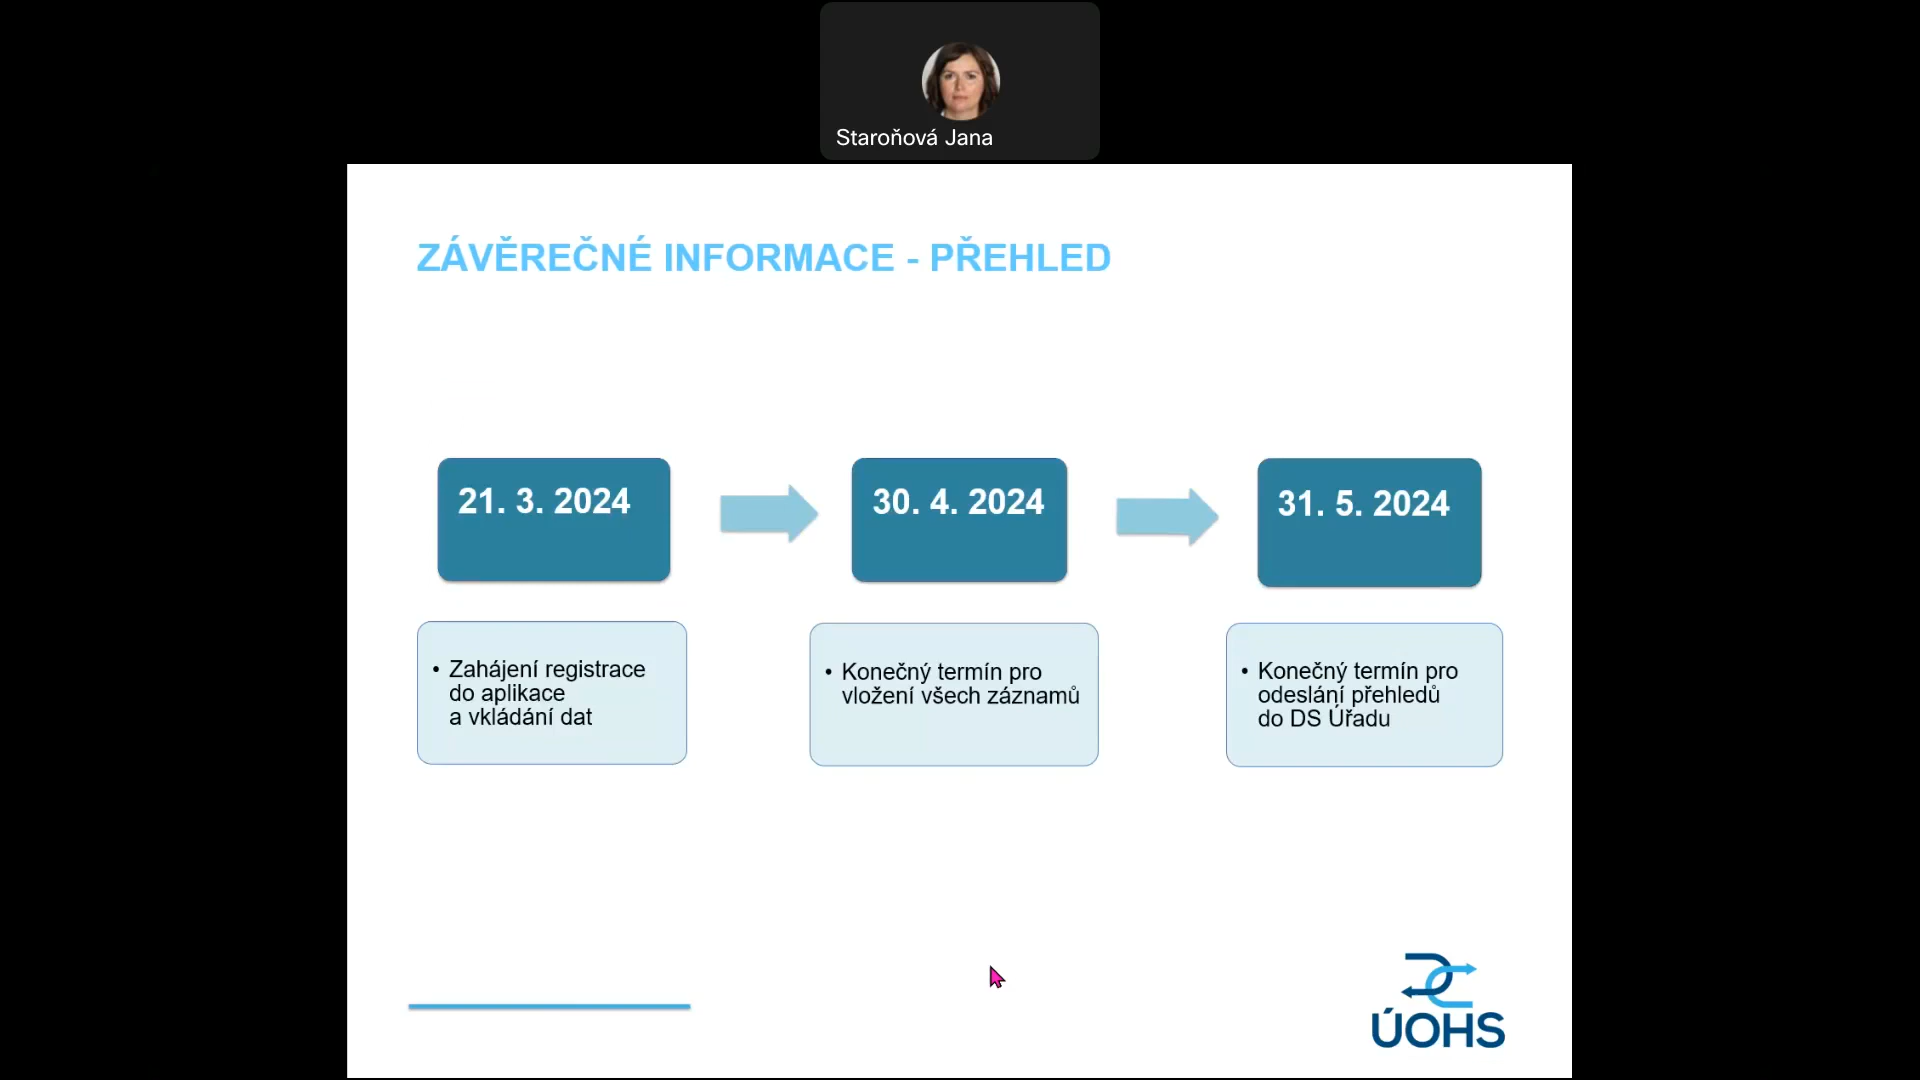 Staroňová Jana
ZÁVĚREČNÉ INFORMACE - PŘEHLED
21. 3. 2024
30. 4. 2024
31. 5. 2024
• Zahájení registrace
do aplikace
a vkládání dat
• Konečný termín pro
vložení všech záznamů
• Konečný termín pro
odeslání přehledů
do DS Úřadu
ÚOHS